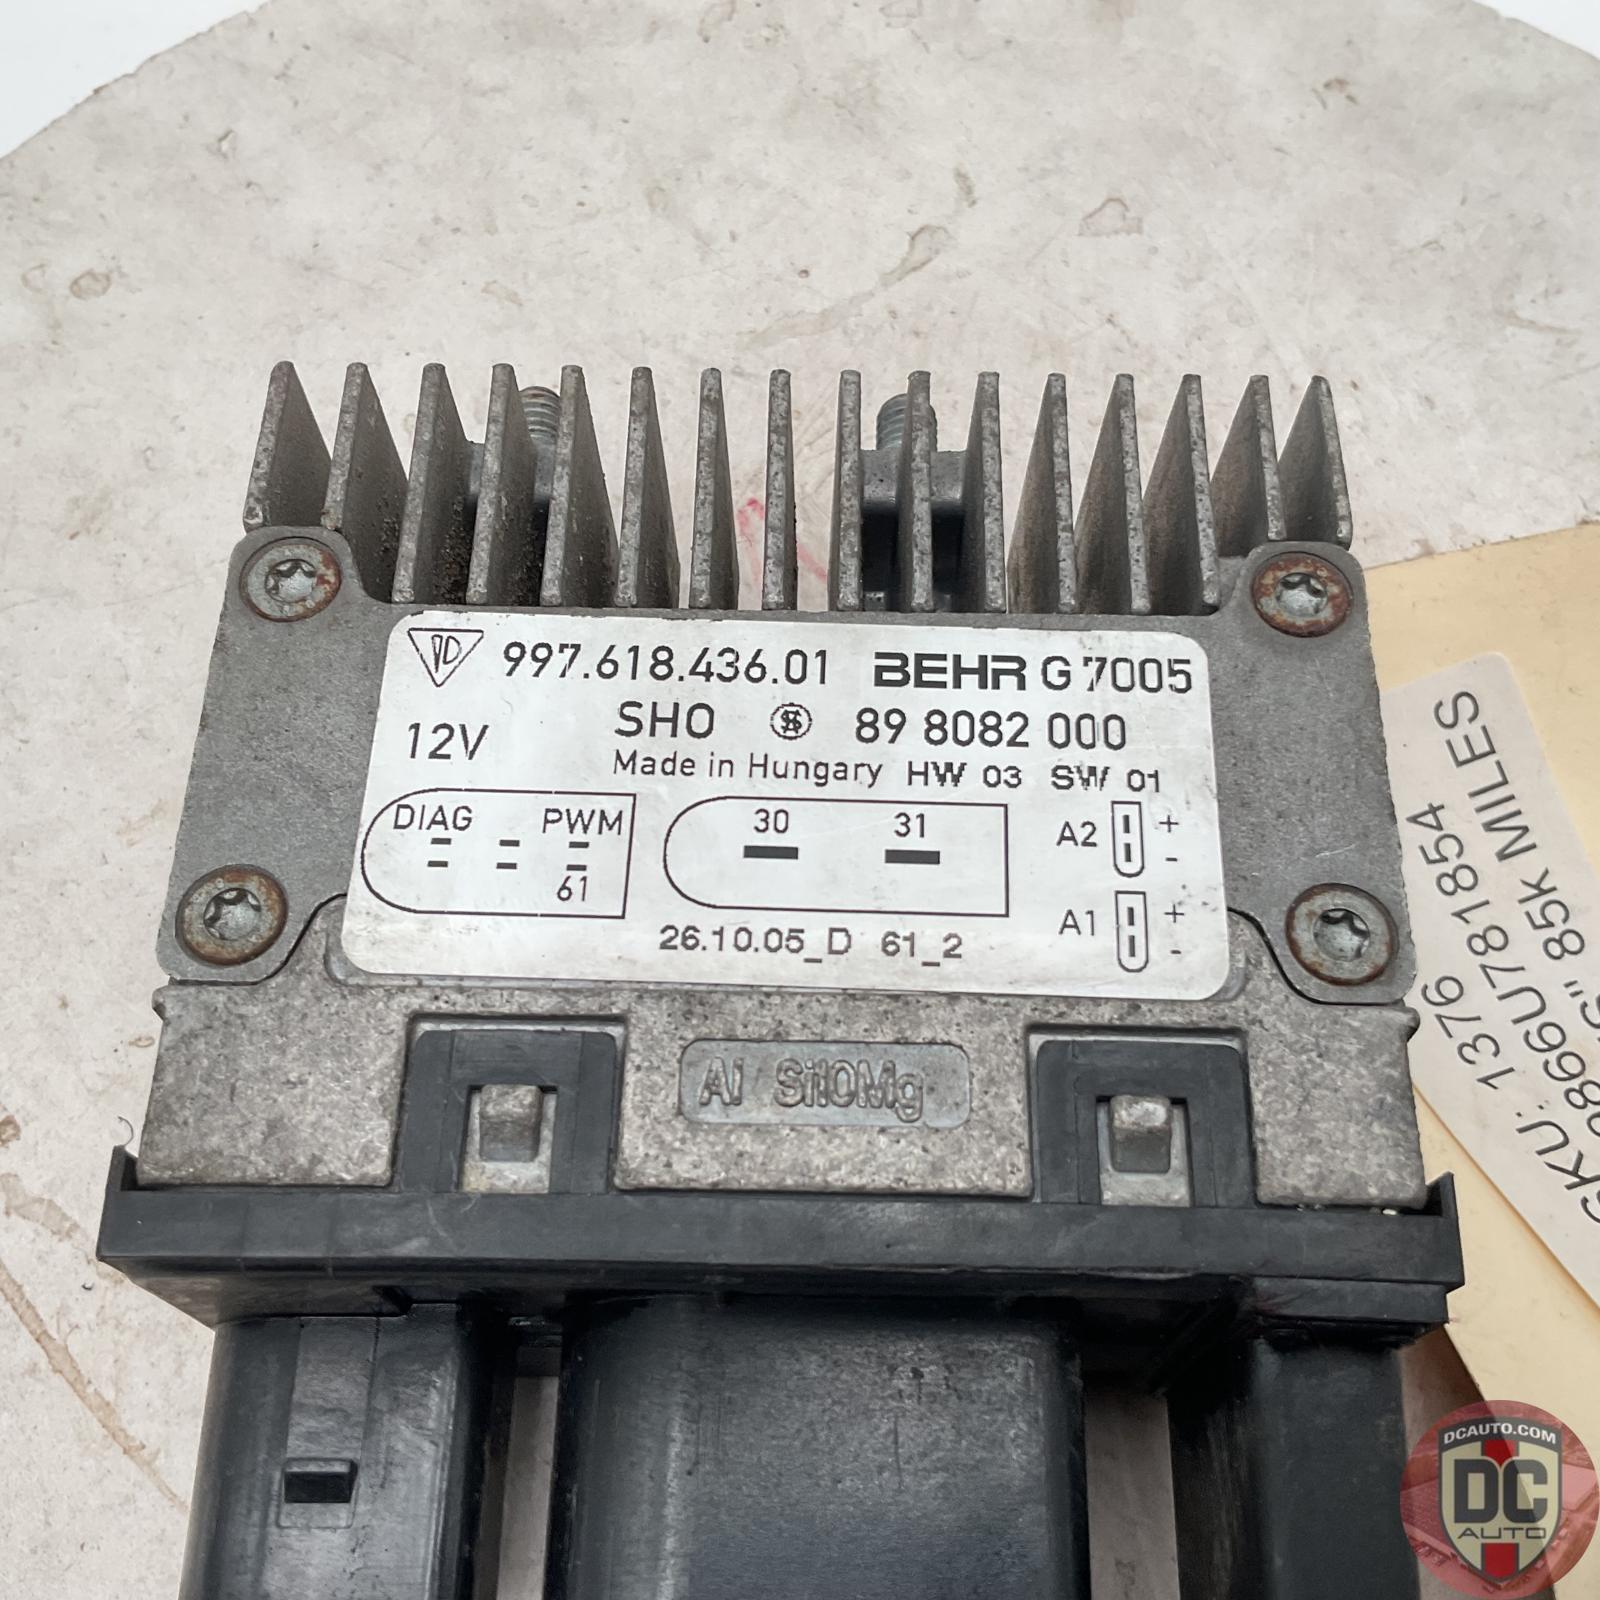 997.618.436.01 BEHR G 7005
12V SHO 89 8082 000
Made in Hungary HW 03 SW 01
DIAG PWM
61
30 31
A2 + -
A1 + -
26.10.05_D 61_2
Al Si10Mg
SKU: 1376
9866U781854
85K MILES
DCAUTO.COM
DC
AUTO